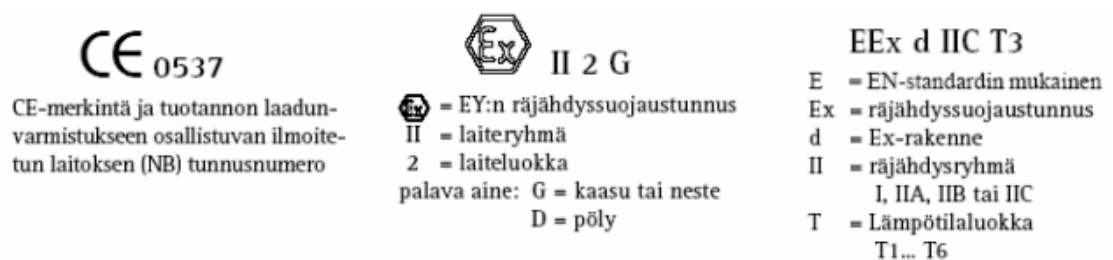 CE 0537
CE-merkintä ja tuotannon laadun-
varmistukseen osallistuvan ilmoite-
tun laitoksen (NB) tunnusnumero
Ex II 2 G
Ex = EY:n räjähdyssuojaustunnus
II = laiteryhmä
2 = laiteluokka
palava aine: G = kaasu tai neste
D = pöly
EEx d IIC T3
E = EN-standardin mukainen
Ex = räjähdyssuojaustunnus
d = Ex-rakenne
II = räjähdysryhmä
I, IIA, IIB tai IIC
T = Lämpötilaluokka
T1... T6